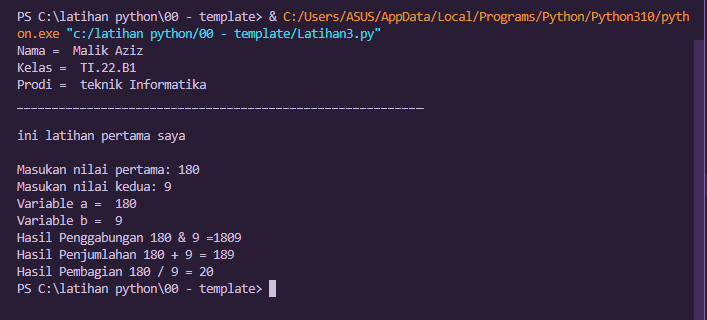 PS C:\latihan python\00 - template> & C:/Users/ASUS/AppData/Local/Programs/Python/Python310/pyth
on.exe "c:/latihan python/00 - template/Latihan3.py"
Nama =  Malik Aziz
Kelas =  TI.22.B1
Prodi =  teknik Informatika
__________________________________________________________
ini latihan pertama saya
Masukan nilai pertama: 180
Masukan nilai kedua: 9
Variable a =  180
Variable b =  9
Hasil Penggabungan 180 & 9 =1809
Hasil Penjumlahan 180 + 9 = 189
Hasil Pembagian 180 / 9 = 20
PS C:\latihan python\00 - template>